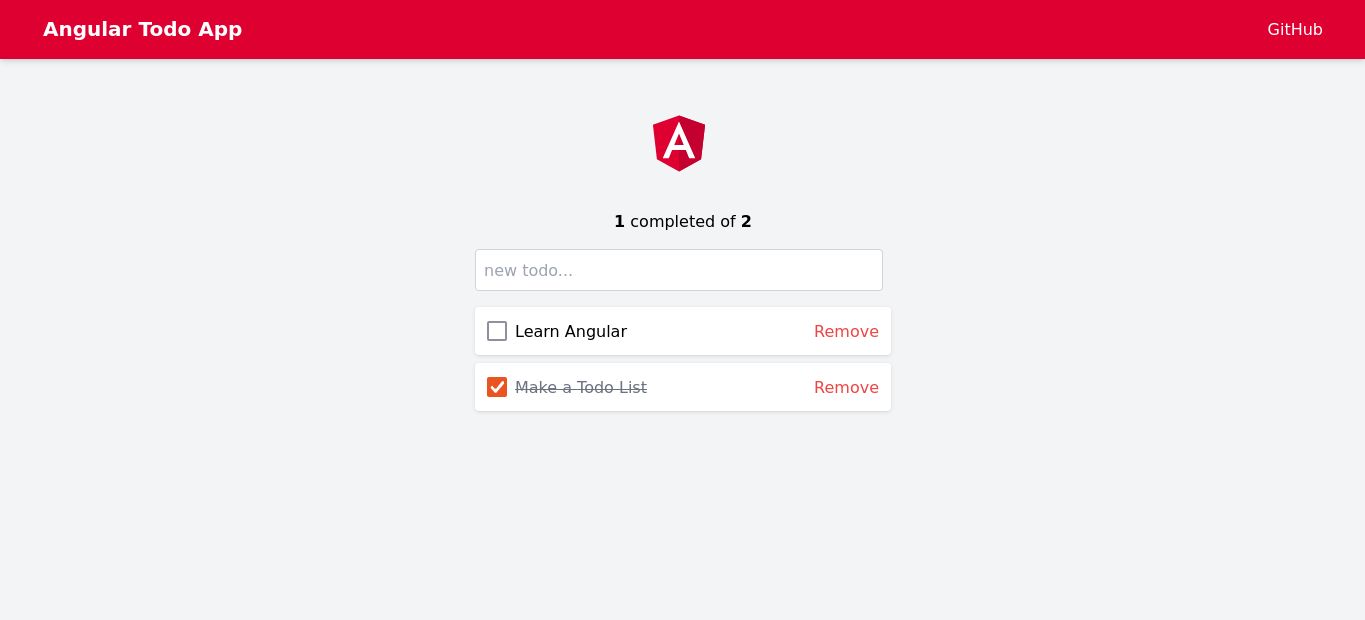 Angular Todo App
GitHub
A
1 completed of 2
new todo...
Learn Angular
Remove
Make a Todo List
Remove